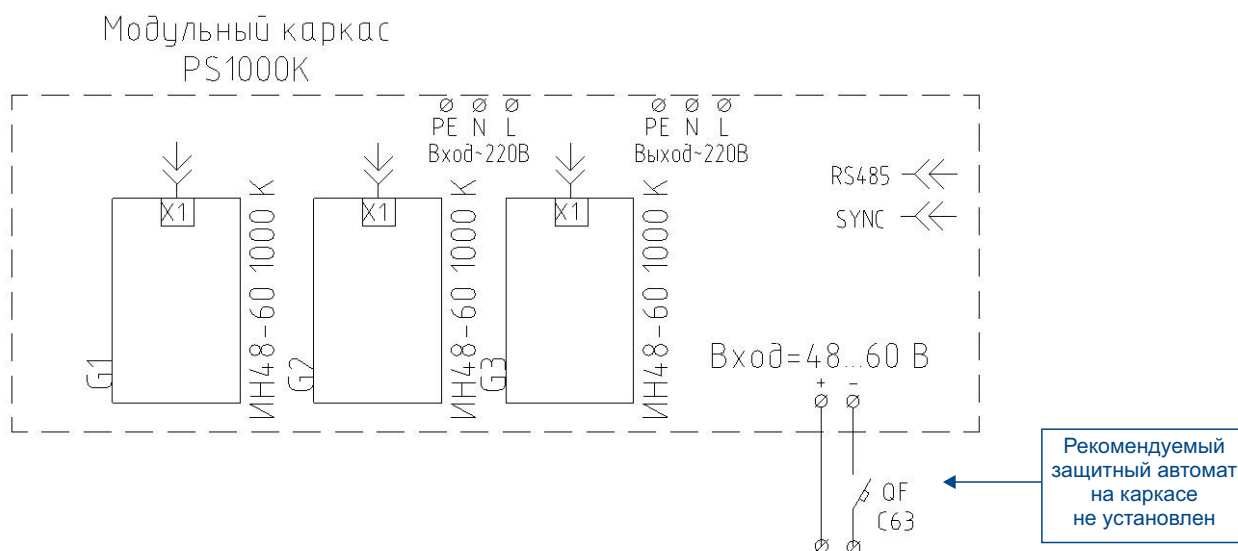 Модульный каркас
PS1000К
PE N L
Вход~220В
PE N L
Выход~220В
RS485
SYNC
X1
X1
X1
G1
ИН48-60 1000 К
G2
ИН48-60 1000 К
G3
ИН48-60 1000 К
Вход=48...60 В
+ -
QF
C63
Рекомендуемый
защитный автомат
на каркасе
не установлен